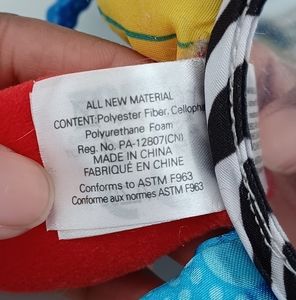 ALL NEW MATERIAL
CONTENT:Polyester Fiber, Cellopha
Polyurethane Foam
Reg. No. PA-12807(CN)
MADE IN CHINA
FABRIQUÉ EN CHINE
Conforms to ASTM F963
Conforme aux normes ASTM F963